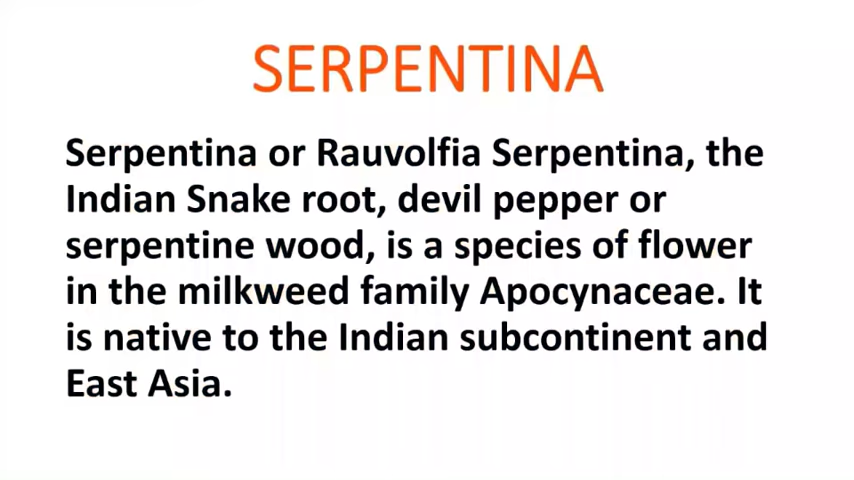 SERPENTINA
Serpentina or Rauvolfia Serpentina, the
Indian Snake root, devil pepper or
serpentine wood, is a species of flower
in the milkweed family Apocynaceae. It
is native to the Indian subcontinent and
East Asia.